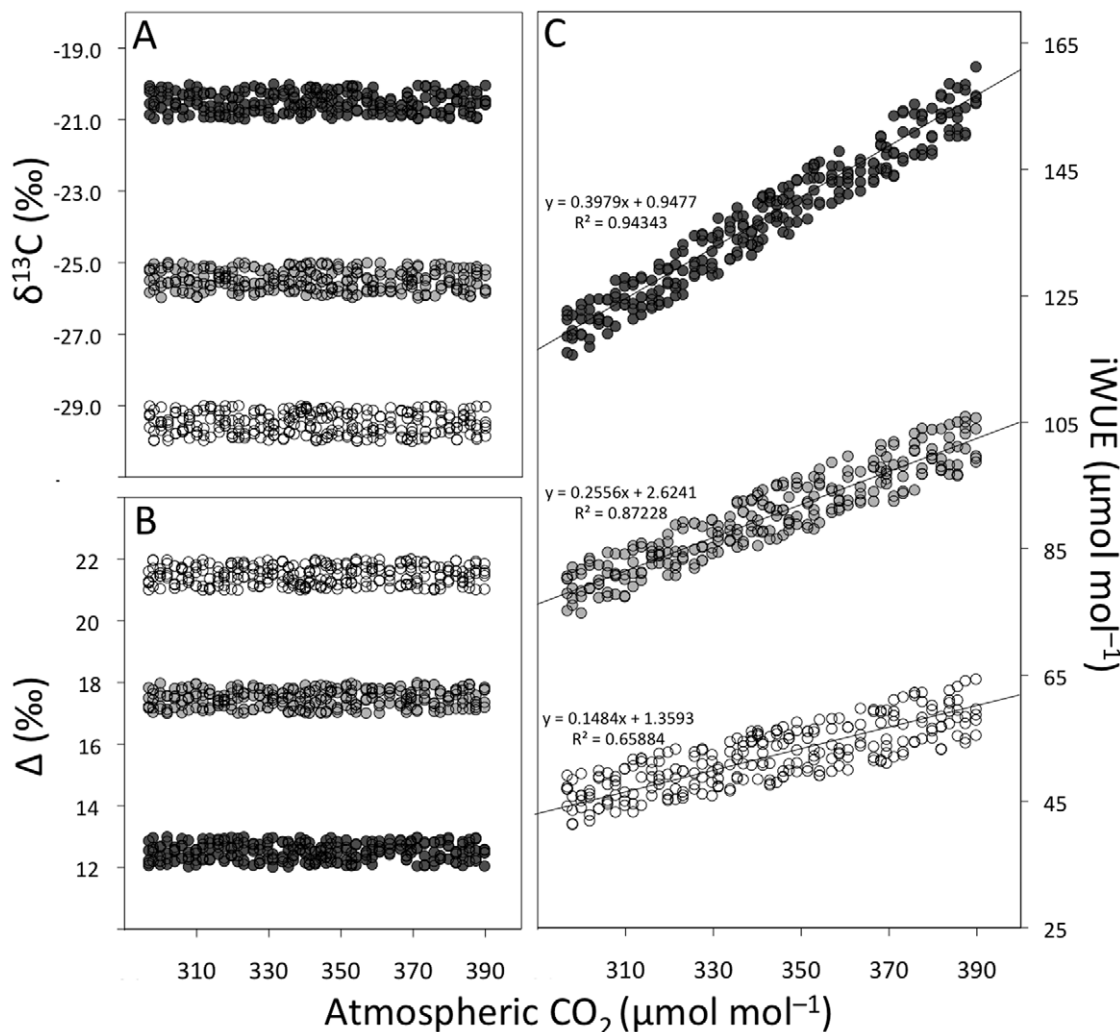 A
-19.0
-21.0
-23.0
-25.0
-27.0
-29.0
δ¹³C (‰)
B
22
20
18
16
14
12
Δ (‰)
310 330 350 370 390
C
y = 0.3979x + 0.9477
R² = 0.94343
y = 0.2556x + 2.6241
R² = 0.87228
y = 0.1484x + 1.3593
R² = 0.65884
165
145
125
105
85
65
45
25
iWUE (μmol mol⁻¹)
310 330 350 370 390
Atmospheric CO₂ (μmol mol⁻¹)